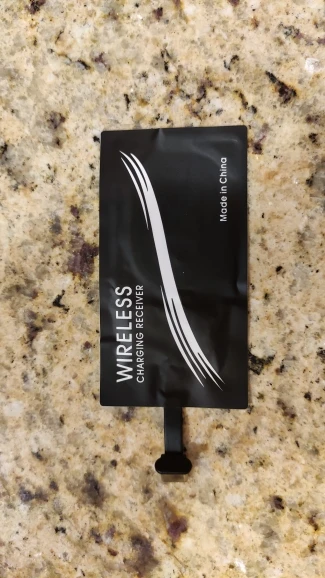 WIRELESS
CHARGING RECEIVER
Made in China